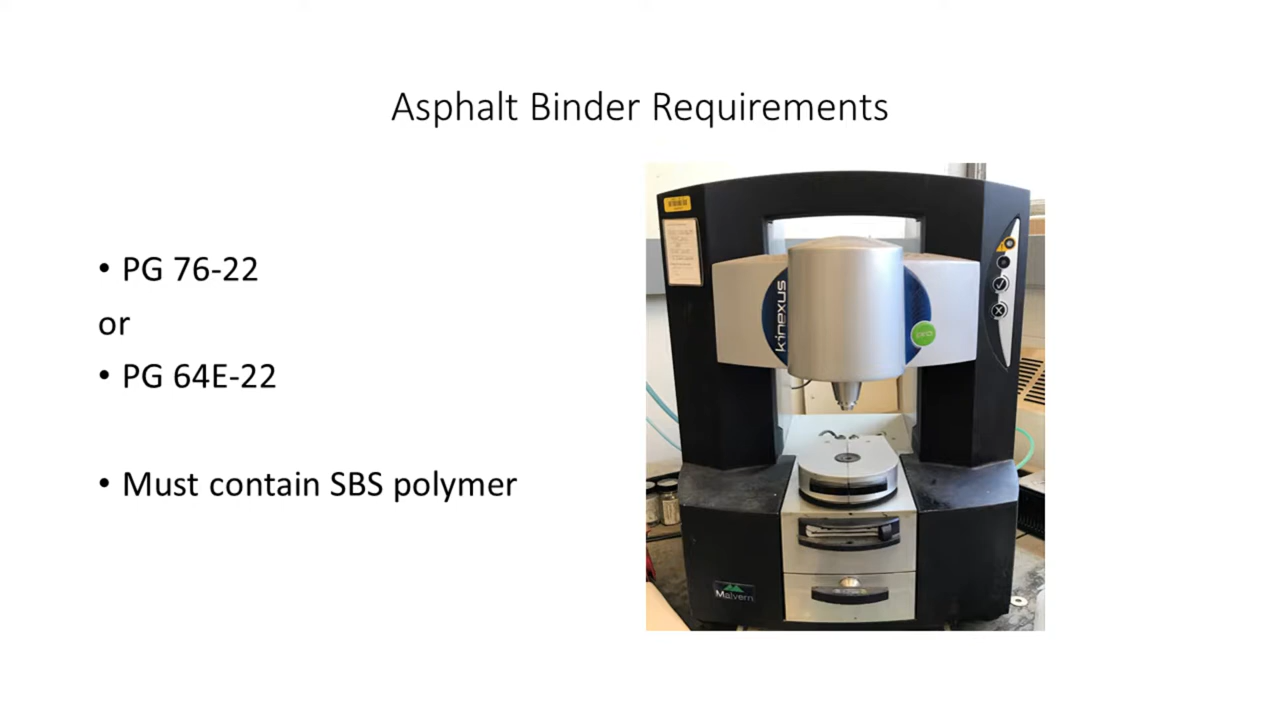 Asphalt Binder Requirements
• PG 76-22
or
• PG 64E-22
• Must contain SBS polymer
kinexus
Malvern